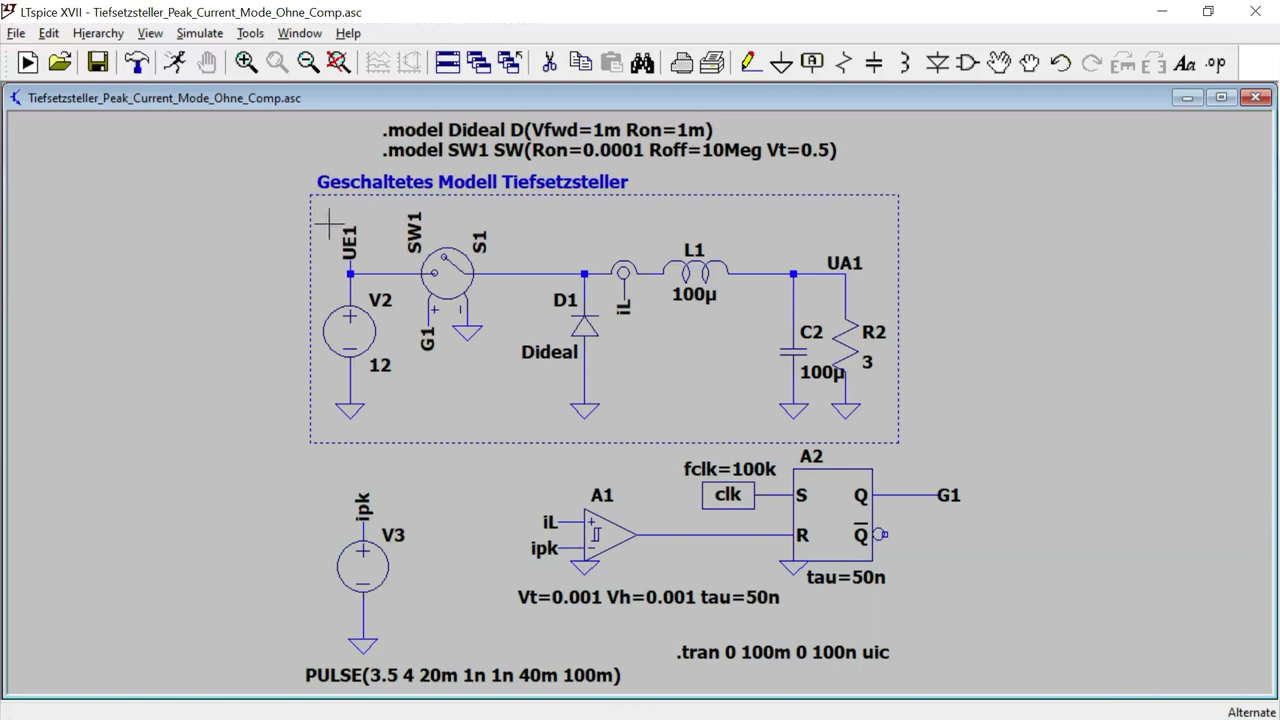 LTspice XVII - Tiefsetzsteller_Peak_Current_Mode_Ohne_Comp.asc
File Edit Hierarchy View Simulate Tools Window Help
Aa .op
Tiefsetzsteller_Peak_Current_Mode_Ohne_Comp.asc
.model Dideal D(Vfwd=1m Ron=1m)
.model SW1 SW(Ron=0.0001 Roff=10Meg Vt=0.5)
Geschaltetes Modell Tiefsetzsteller
UE1
SW1
S1
L1
UA1
100µ
V2
+
−
12
G1
+
−
D1
Dideal
iL
C2
100µ
R2
3
ipk
V3
+
−
PULSE(3.5 4 20m 1n 1n 40m 100m)
A1
iL
+
ipk
−
Vt=0.001 Vh=0.001 tau=50n
fclk=100k
clk
A2
S Q G1
R Q
tau=50n
.tran 0 100m 0 100n uic
Alternate